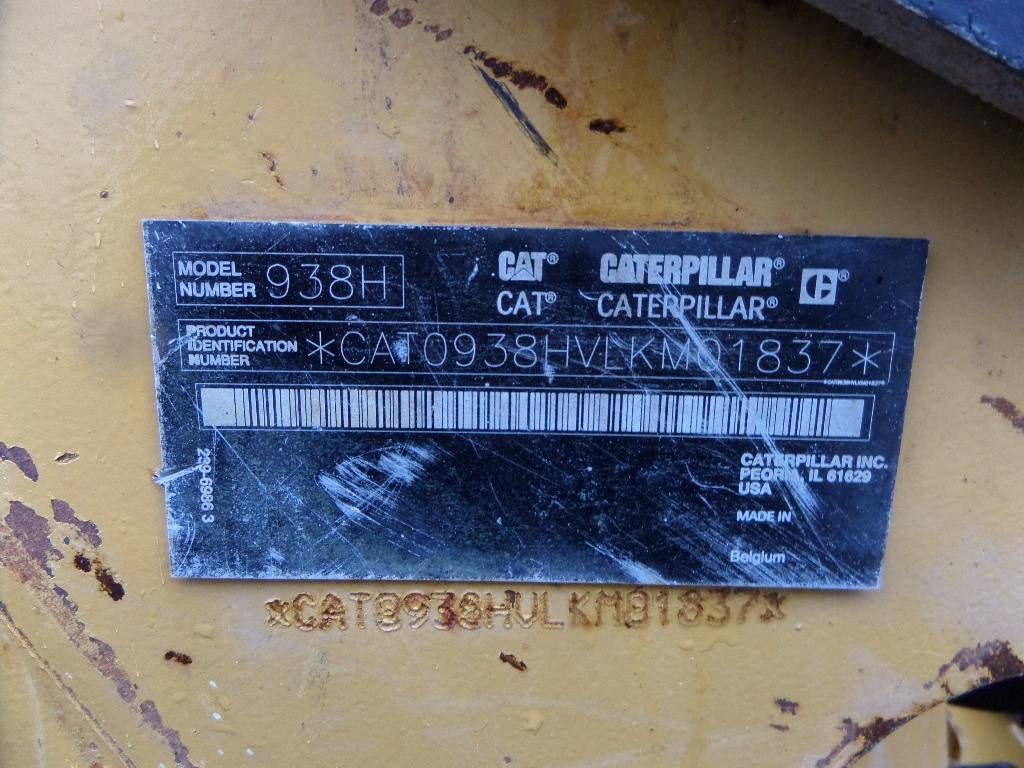 MODEL NUMBER 938H
CAT® CATERPILLAR® C®
CAT® CATERPILLAR®
PRODUCT
IDENTIFICATION
NUMBER
*CAT0938HVLKM01837*
CATERPILLAR INC.
PEORIA, IL 61629
USA
MADE IN
Belgium
*CAT0938HVLKM01837*